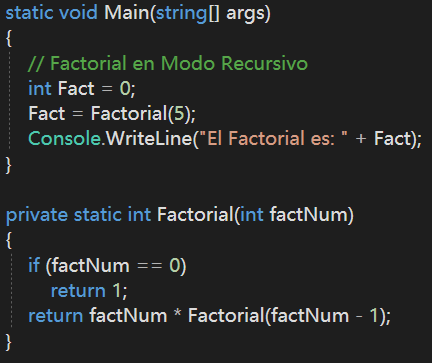 static void Main(string[] args)
{
// Factorial en Modo Recursivo
int Fact = 0;
Fact = Factorial(5);
Console.WriteLine("El Factorial es: " + Fact);
}
private static int Factorial(int factNum)
{
if (factNum == 0)
return 1;
return factNum * Factorial(factNum - 1);
}